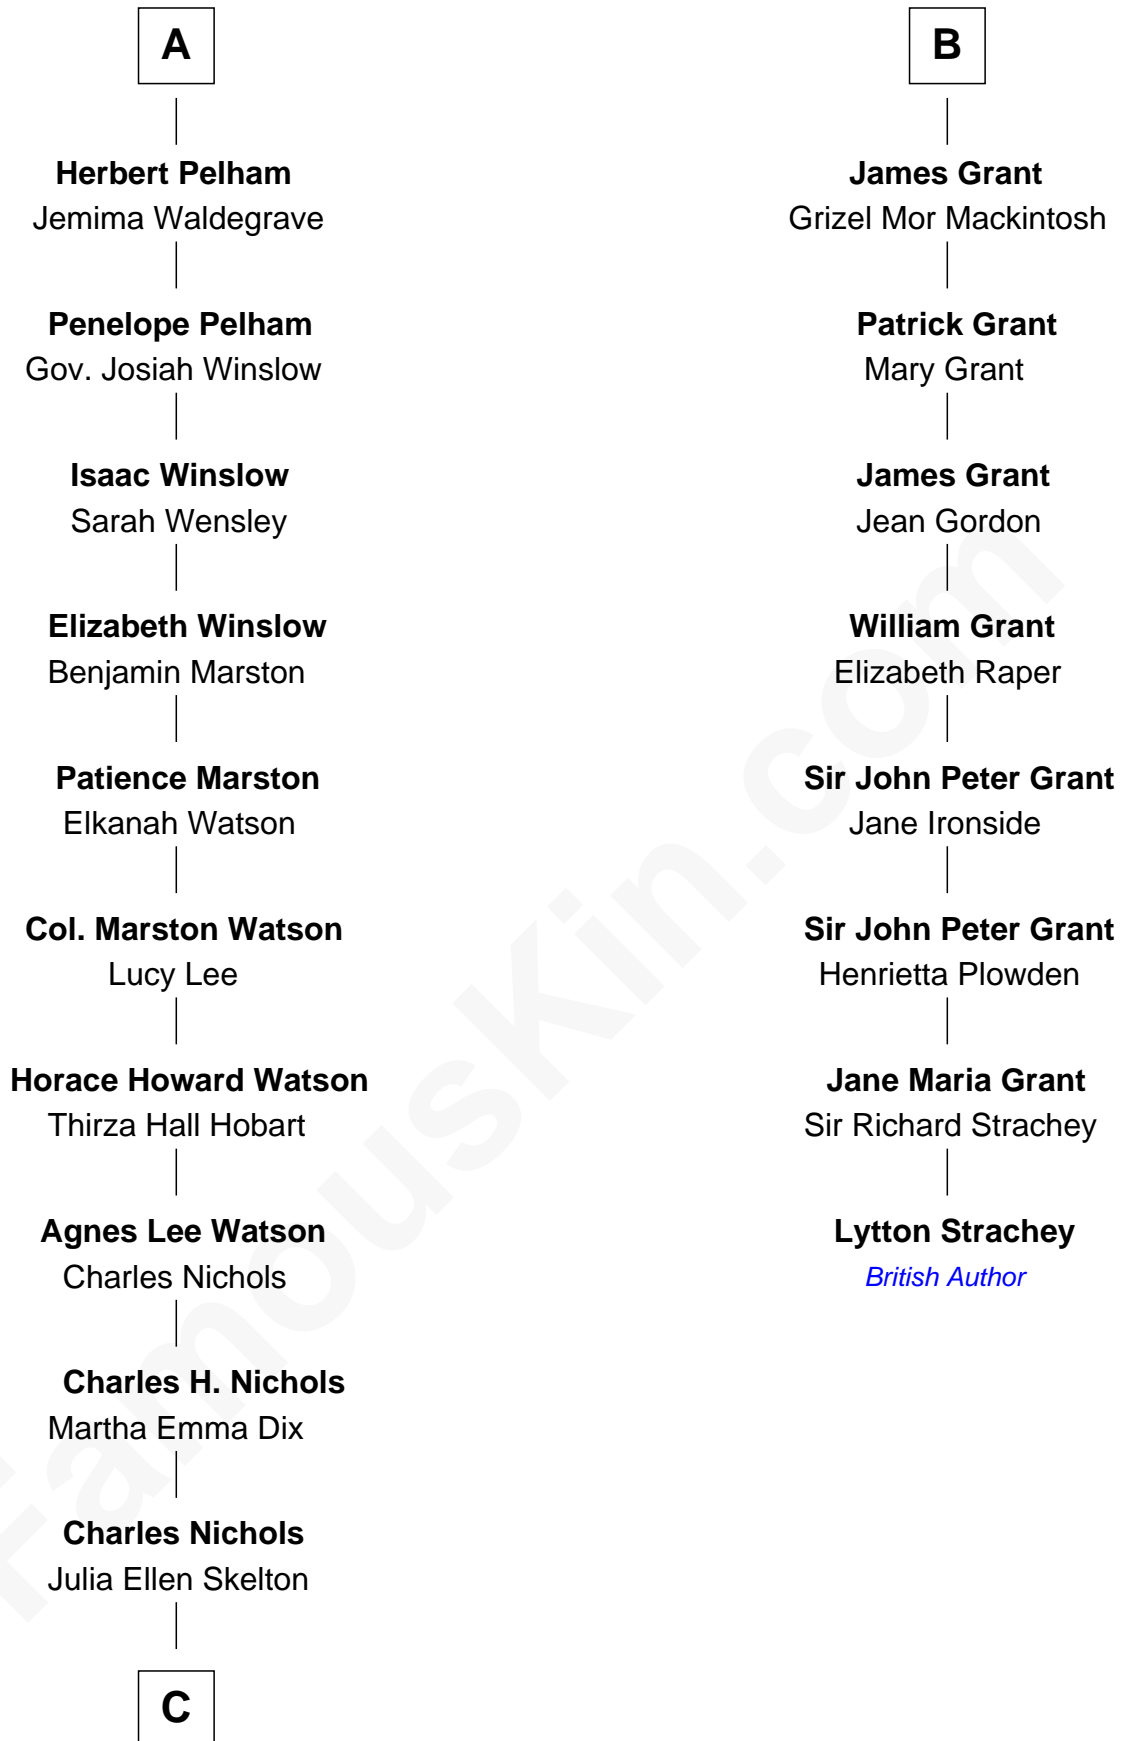 A
Herbert Pelham
Jemima Waldegrave
Penelope Pelham
Gov. Josiah Winslow
Isaac Winslow
Sarah Wensley
Elizabeth Winslow
Benjamin Marston
Patience Marston
Elkanah Watson
Col. Marston Watson
Lucy Lee
Horace Howard Watson
Thirza Hall Hobart
Agnes Lee Watson
Charles Nichols
Charles H. Nichols
Martha Emma Dix
Charles Nichols
Julia Ellen Skelton
C
B
James Grant
Grizel Mor Mackintosh
Patrick Grant
Mary Grant
James Grant
Jean Gordon
William Grant
Elizabeth Raper
Sir John Peter Grant
Jane Ironside
Sir John Peter Grant
Henrietta Plowden
Jane Maria Grant
Sir Richard Strachey
Lytton Strachey
British Author
FamousKin.com